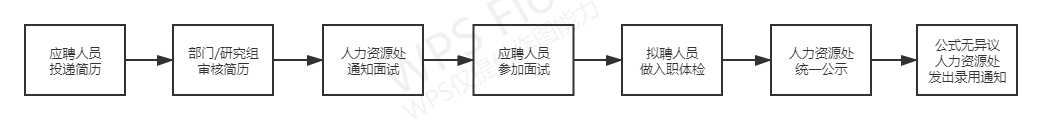 应聘人员
投递简历
部门/研究组
审核简历
人力资源处
通知面试
应聘人员
参加面试
拟聘人员
做入职体检
人力资源处
统一公示
公式无异议
人力资源处
发出录用通知